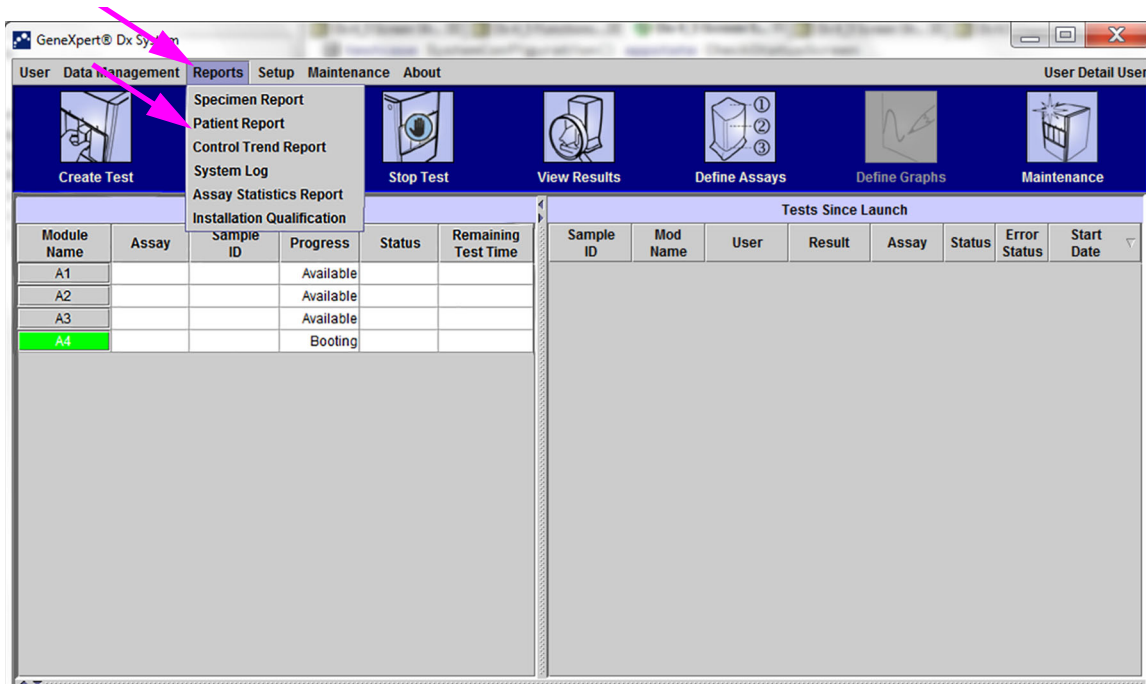 GeneXpert® Dx System
User Data Management Reports Setup Maintenance About User Detail User
Specimen Report
Patient Report
Control Trend Report
System Log
Assay Statistics Report
Installation Qualification
Create Test Stop Test View Results Define Assays Define Graphs Maintenance
① ② ③
Tests Since Launch
Module Name Assay Sample ID Progress Status Remaining Test Time
Sample ID Mod Name User Result Assay Status Error Status Start Date
A1 Available
A2 Available
A3 Available
A4 Booting